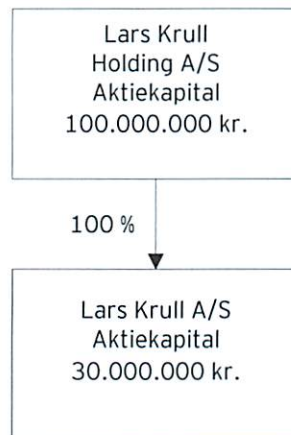 Lars Krull
Holding A/S
Aktiekapital
100.000.000 kr.
100 %
Lars Krull A/S
Aktiekapital
30.000.000 kr.